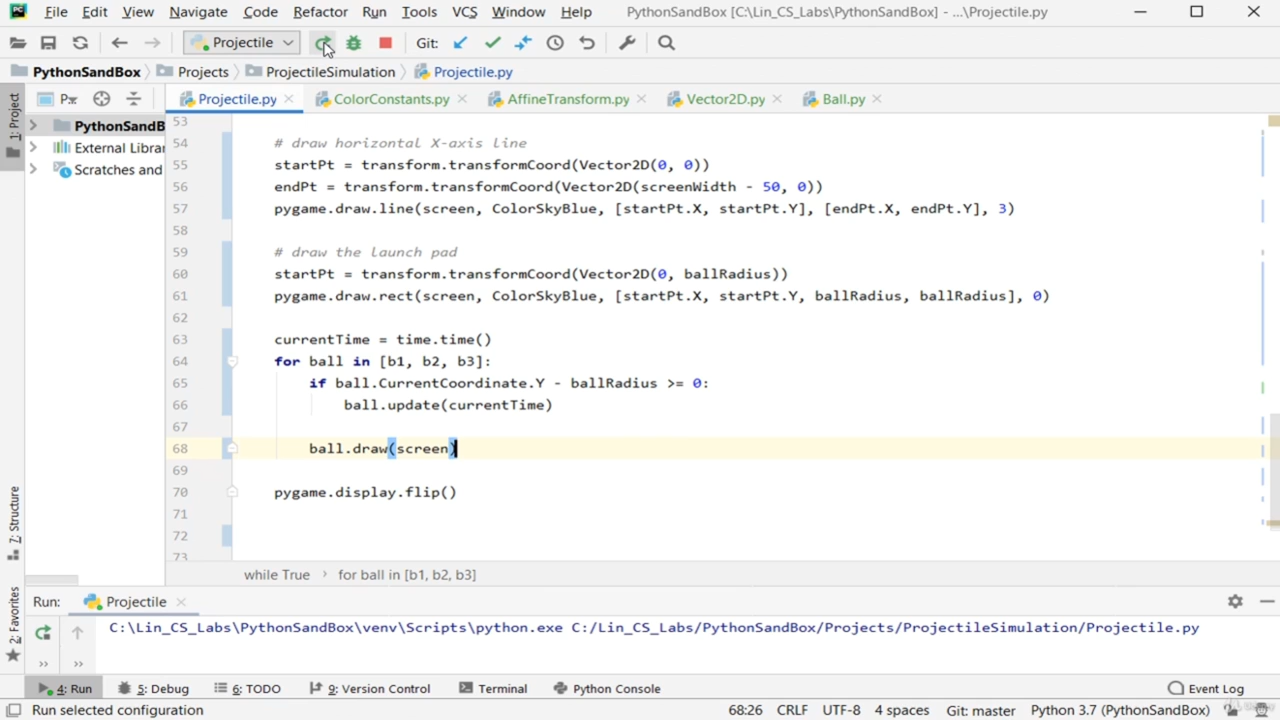 PC File Edit View Navigate Code Refactor Run Tools VCS Window Help PythonSandBox [C:\Lin_CS_Labs\PythonSandBox] - ...\Projectile.py
Projectile Git:
PythonSandBox Projects ProjectileSimulation Projectile.py
1: Project
Z: Structure
2: Favorites
P... Projectile.py ColorConstants.py AffineTransform.py Vector2D.py Ball.py
PythonSandB
External Librar
Scratches and
53
54 # draw horizontal X-axis line
55 startPt = transform.transformCoord(Vector2D(0, 0))
56 endPt = transform.transformCoord(Vector2D(screenWidth - 50, 0))
57 pygame.draw.line(screen, ColorSkyBlue, [startPt.X, startPt.Y], [endPt.X, endPt.Y], 3)
58
59 # draw the launch pad
60 startPt = transform.transformCoord(Vector2D(0, ballRadius))
61 pygame.draw.rect(screen, ColorSkyBlue, [startPt.X, startPt.Y, ballRadius, ballRadius], 0)
62
63 currentTime = time.time()
64 for ball in [b1, b2, b3]:
65 if ball.CurrentCoordinate.Y - ballRadius >= 0:
66 ball.update(currentTime)
67
68 ball.draw(screen)
69
70 pygame.display.flip()
71
72
73
while True › for ball in [b1, b2, b3]
Run: Projectile
C:\Lin_CS_Labs\PythonSandBox\venv\Scripts\python.exe C:/Lin_CS_Labs/PythonSandBox/Projects/ProjectileSimulation/Projectile.py
4: Run 5: Debug 6: TODO 9: Version Control Terminal Python Console Event Log
Run selected configuration 68:26 CRLF UTF-8 4 spaces Git: master Python 3.7 (PythonSandBox)